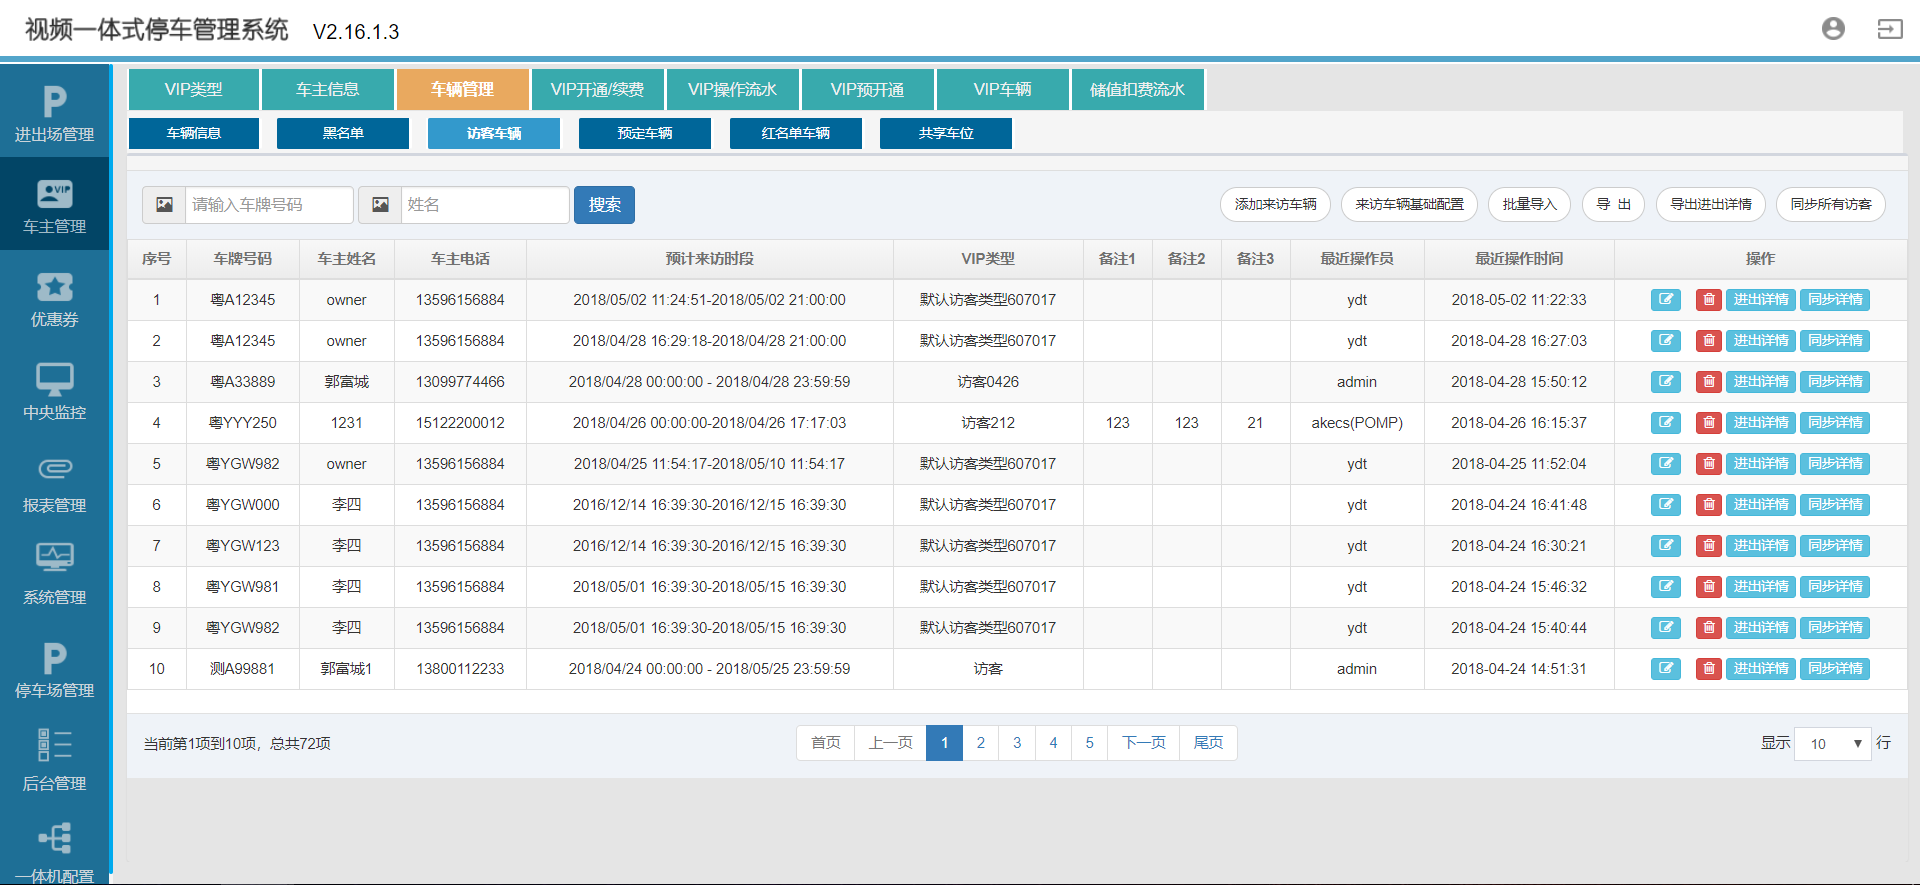 视频一体式停车管理系统 V2.16.1.3
进出场管理
车主管理
优惠券
中央监控
报表管理
系统管理
停车场管理
后台管理
一体机配置
VIP类型 车主信息 车辆管理 VIP开通/续费 VIP操作流水 VIP预开通 VIP车辆 储值扣费流水
车辆信息 黑名单 访客车辆 预定车辆 红名单车辆 共享车位
请输入车牌号码 姓名 搜索 添加来访车辆 来访车辆基础配置 批量导入 导 出 导出进出详情 同步所有访客
序号 车牌号码 车主姓名 车主电话 预计来访时段 VIP类型 备注1 备注2 备注3 最近操作员 最近操作时间 操作
1 粤A12345 owner 13596156884 2018/05/02 11:24:51-2018/05/02 21:00:00 默认访客类型607017 ydt 2018-05-02 11:22:33 进出详情 同步详情
2 粤A12345 owner 13596156884 2018/04/28 16:29:18-2018/04/28 21:00:00 默认访客类型607017 ydt 2018-04-28 16:27:03 进出详情 同步详情
3 粤A33889 郭富城 13099774466 2018/04/28 00:00:00 - 2018/04/28 23:59:59 访客0426 admin 2018-04-28 15:50:12 进出详情 同步详情
4 粤YYY250 1231 15122200012 2018/04/26 00:00:00-2018/04/26 17:17:03 访客212 123 123 21 akecs(POMP) 2018-04-26 16:15:37 进出详情 同步详情
5 粤YGW982 owner 13596156884 2018/04/25 11:54:17-2018/05/10 11:54:17 默认访客类型607017 ydt 2018-04-25 11:52:04 进出详情 同步详情
6 粤YGW000 李四 13596156884 2016/12/14 16:39:30-2016/12/15 16:39:30 默认访客类型607017 ydt 2018-04-24 16:41:48 进出详情 同步详情
7 粤YGW123 李四 13596156884 2016/12/14 16:39:30-2016/12/15 16:39:30 默认访客类型607017 ydt 2018-04-24 16:30:21 进出详情 同步详情
8 粤YGW981 李四 13596156884 2018/05/01 16:39:30-2018/05/15 16:39:30 默认访客类型607017 ydt 2018-04-24 15:46:32 进出详情 同步详情
9 粤YGW982 李四 13596156884 2018/05/01 16:39:30-2018/05/15 16:39:30 默认访客类型607017 ydt 2018-04-24 15:40:44 进出详情 同步详情
10 测A99881 郭富城1 13800112233 2018/04/24 00:00:00 - 2018/05/25 23:59:59 访客 admin 2018-04-24 14:51:31 进出详情 同步详情
当前第1项到10项，总共72项 首页 上一页 1 2 3 4 5 下一页 尾页 显示 10 行